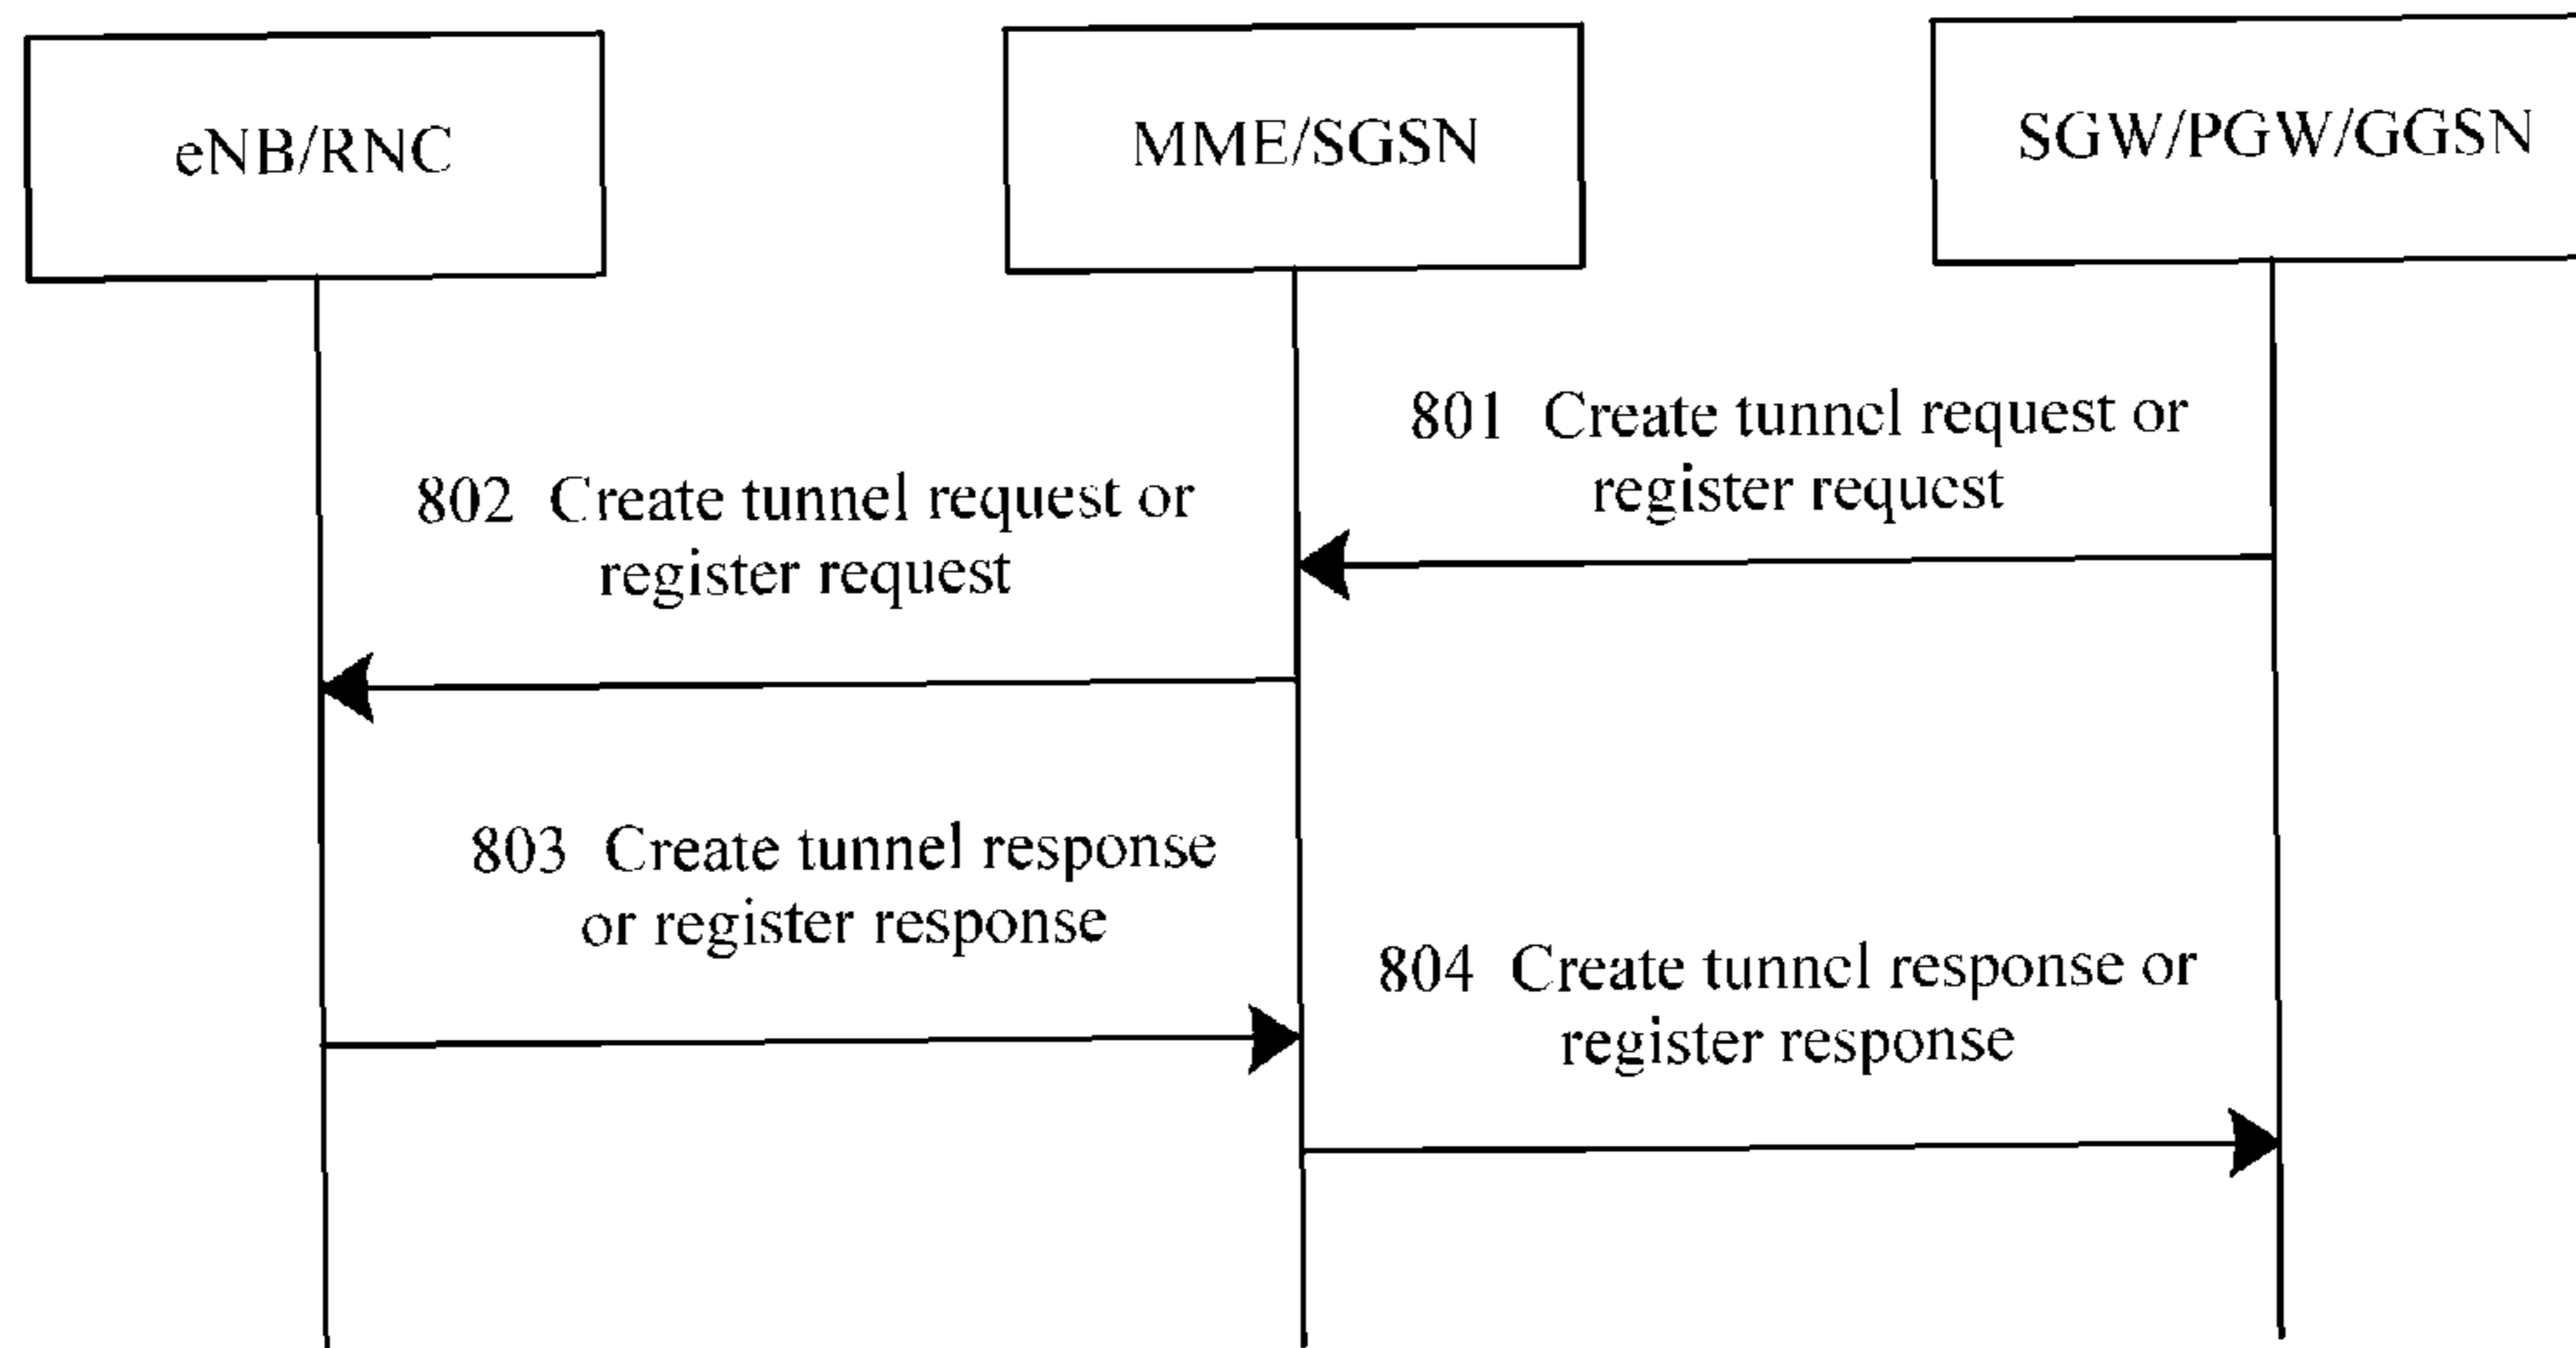 eNB/RNC
MME/SGSN
SGW/PGW/GGSN
801 Create tunnel request or
register request
802 Create tunnel request or
register request
803 Create tunnel response
or register response
804 Create tunnel response or
register response